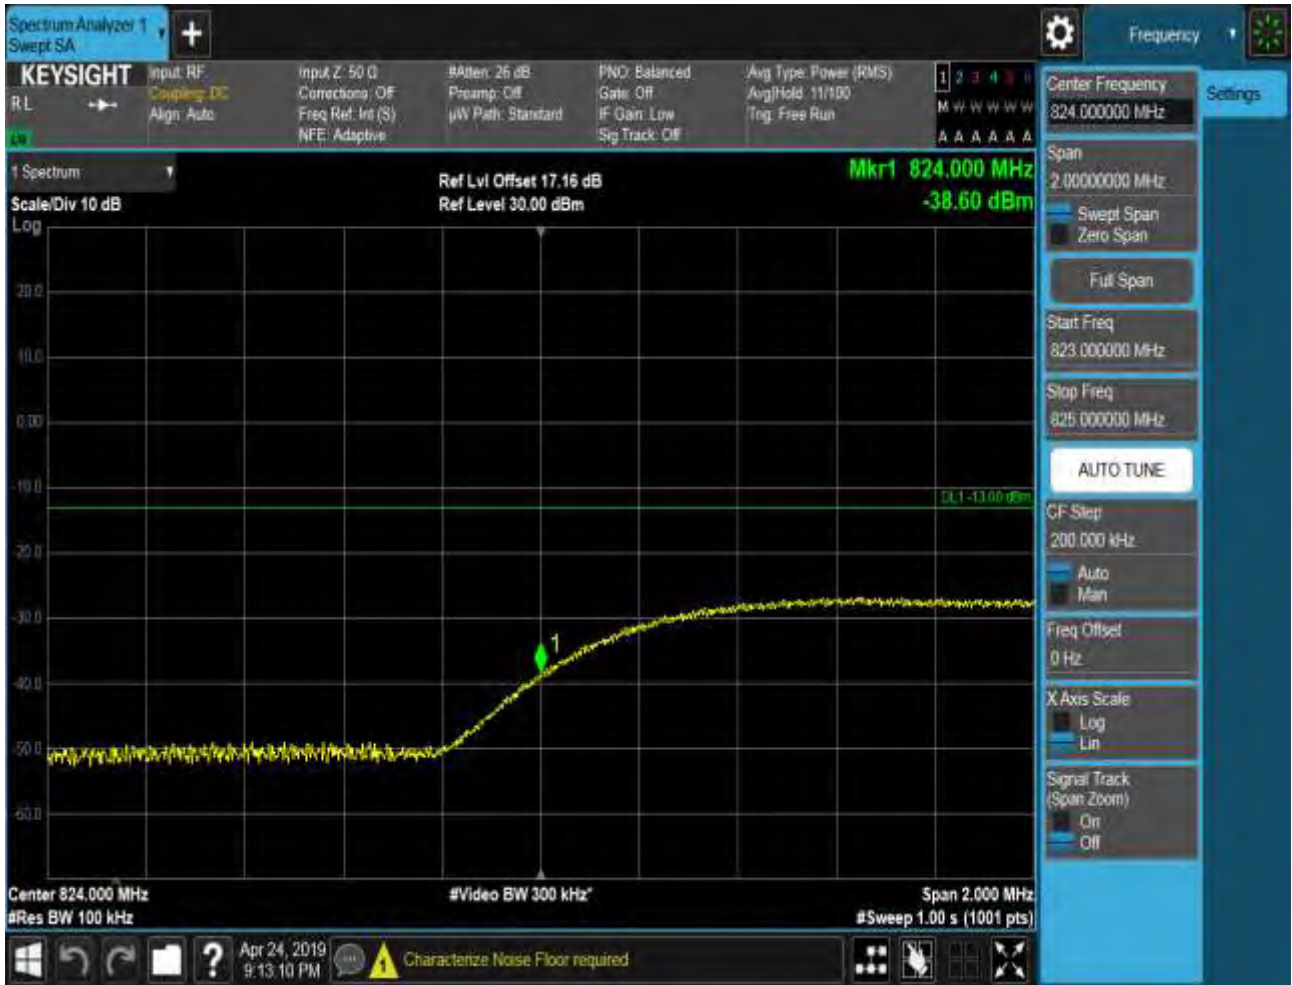 Spectrum Analyzer 1
Swept SA
Frequency
KEYSIGHT
RL
Input: RF
Coupling: DC
Align: Auto
Input Z: 50 Ω
Corrections: Off
Freq Ref: Int (S)
NFE: Adaptive
#Atten: 26 dB
Preamp: Off
µW Path: Standard
PNO: Balanced
Gate: Off
IF Gain: Low
Sig Track: Off
Avg Type: Power (RMS)
Avg|Hold: 11/100
Trig: Free Run
1 2 3 4 5 6
M W W W W W
A A A A A A
1 Spectrum
Scale/Div 10 dB
Log
Ref Lvl Offset 17.16 dB
Ref Level 30.00 dBm
Mkr1 824.000 MHz
-38.60 dBm
20.0
10.0
0.00
-10.0
DL1 -13.00 dBm
-20.0
-30.0
1
-40.0
-50.0
-60.0
Center 824.000 MHz
#Res BW 100 kHz
#Video BW 300 kHz*
Span 2.000 MHz
#Sweep 1.00 s (1001 pts)
?
Apr 24, 2019
9:13:10 PM
Characterize Noise Floor required
Center Frequency
824.000000 MHz
Settings
Span
2.00000000 MHz
Swept Span
Zero Span
Full Span
Start Freq
823.000000 MHz
Stop Freq
825.000000 MHz
AUTO TUNE
CF Step
200.000 kHz
Auto
Man
Freq Offset
0 Hz
X Axis Scale
Log
Lin
Signal Track
(Span Zoom)
On
Off